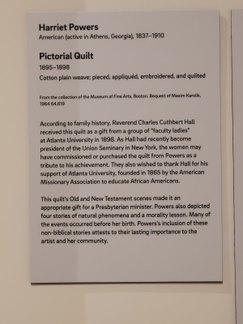 Harriet Powers
American (active in Athens, Georgia), 1837–1910
Pictorial Quilt
1895–1898
Cotton plain weave; pieced, appliquéd, embroidered, and quilted
From the collection of the Museum of Fine Arts, Boston. Bequest of Maxim Karolik,
1964 64.619
According to family history, Reverend Charles Cuthbert Hall
received this quilt as a gift from a group of "faculty ladies"
at Atlanta University in 1898. As Hall had recently become
president of the Union Seminary in New York, the women may
have commissioned or purchased the quilt from Powers as a
tribute to his achievement. They also wished to thank Hall for his
support of Atlanta University, founded in 1865 by the American
Missionary Association to educate African Americans.
This quilt's Old and New Testament scenes made it an
appropriate gift for a Presbyterian minister. Powers also depicted
four stories of natural phenomena and a morality lesson. Many of
the events occurred before her birth. Powers's inclusion of these
non-biblical stories attests to their lasting importance to the
artist and her community.